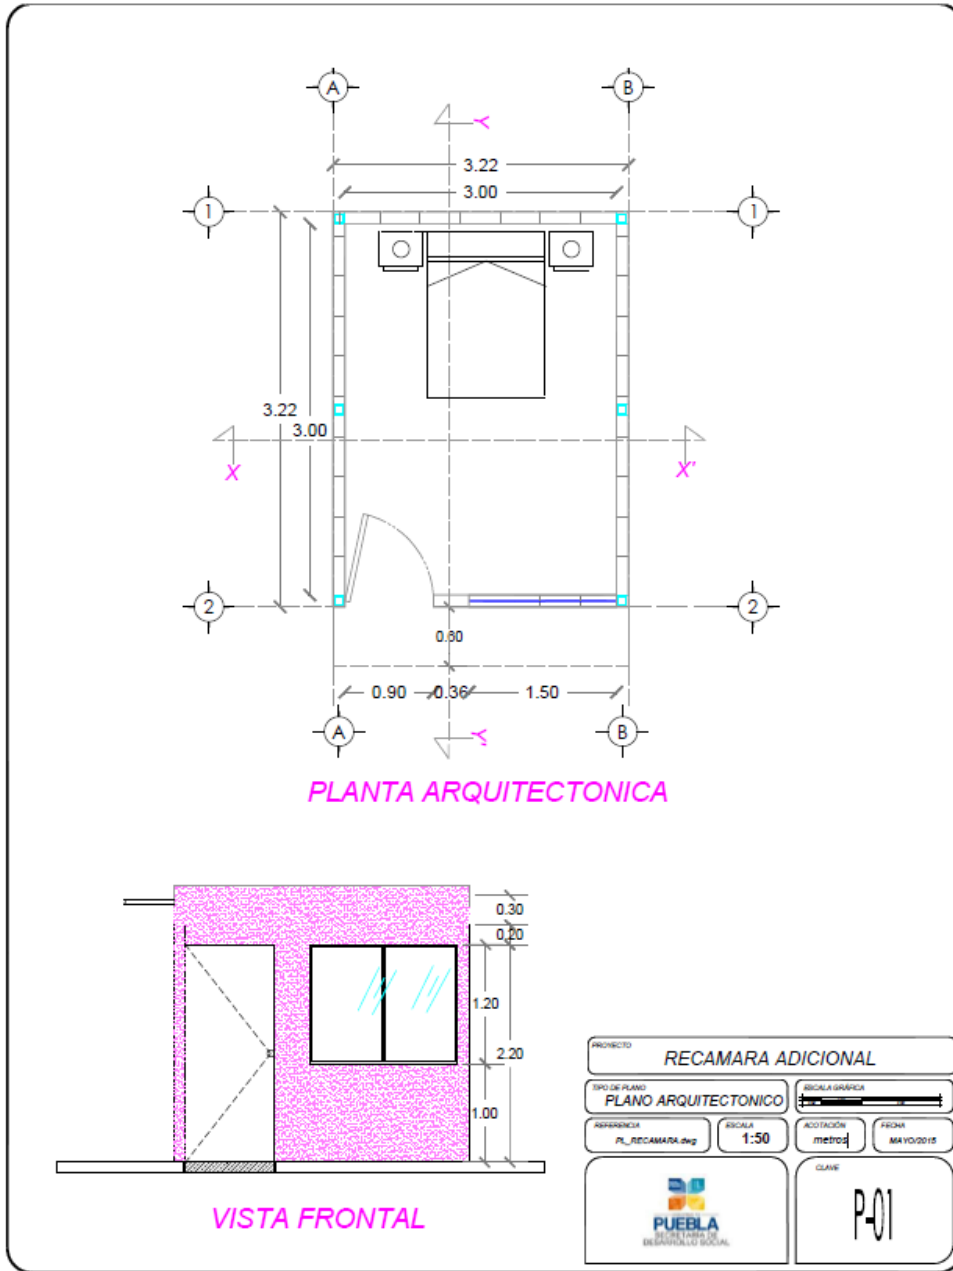 A
B
Y
3.22
3.00
1
1
3.22
3.00
X
X'
2
2
0.60
0.90
0.36
1.50
A
B
Y'
PLANTA ARQUITECTONICA
0.30
0.20
1.20
2.20
1.00
VISTA FRONTAL
PROYECTO
RECAMARA ADICIONAL
TIPO DE PLANO
PLANO ARQUITECTONICO
ESCALA GRÁFICA
REFERENCIA
PL_RECAMARA.dwg
ESCALA
1:50
ACOTACIÓN
metros
FECHA
MAYO/2015
PUEBLA
SECRETARÍA DE
DESARROLLO SOCIAL
CLAVE
P-01